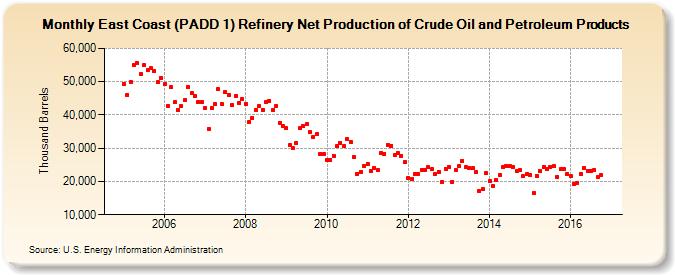 Monthly East Coast (PADD 1) Refinery Net Production of Crude Oil and Petroleum Products
Thousand Barrels
60,000
50,000
40,000
30,000
20,000
10,000
2006 2008 2010 2012 2014 2016
Source: U.S. Energy Information Administration